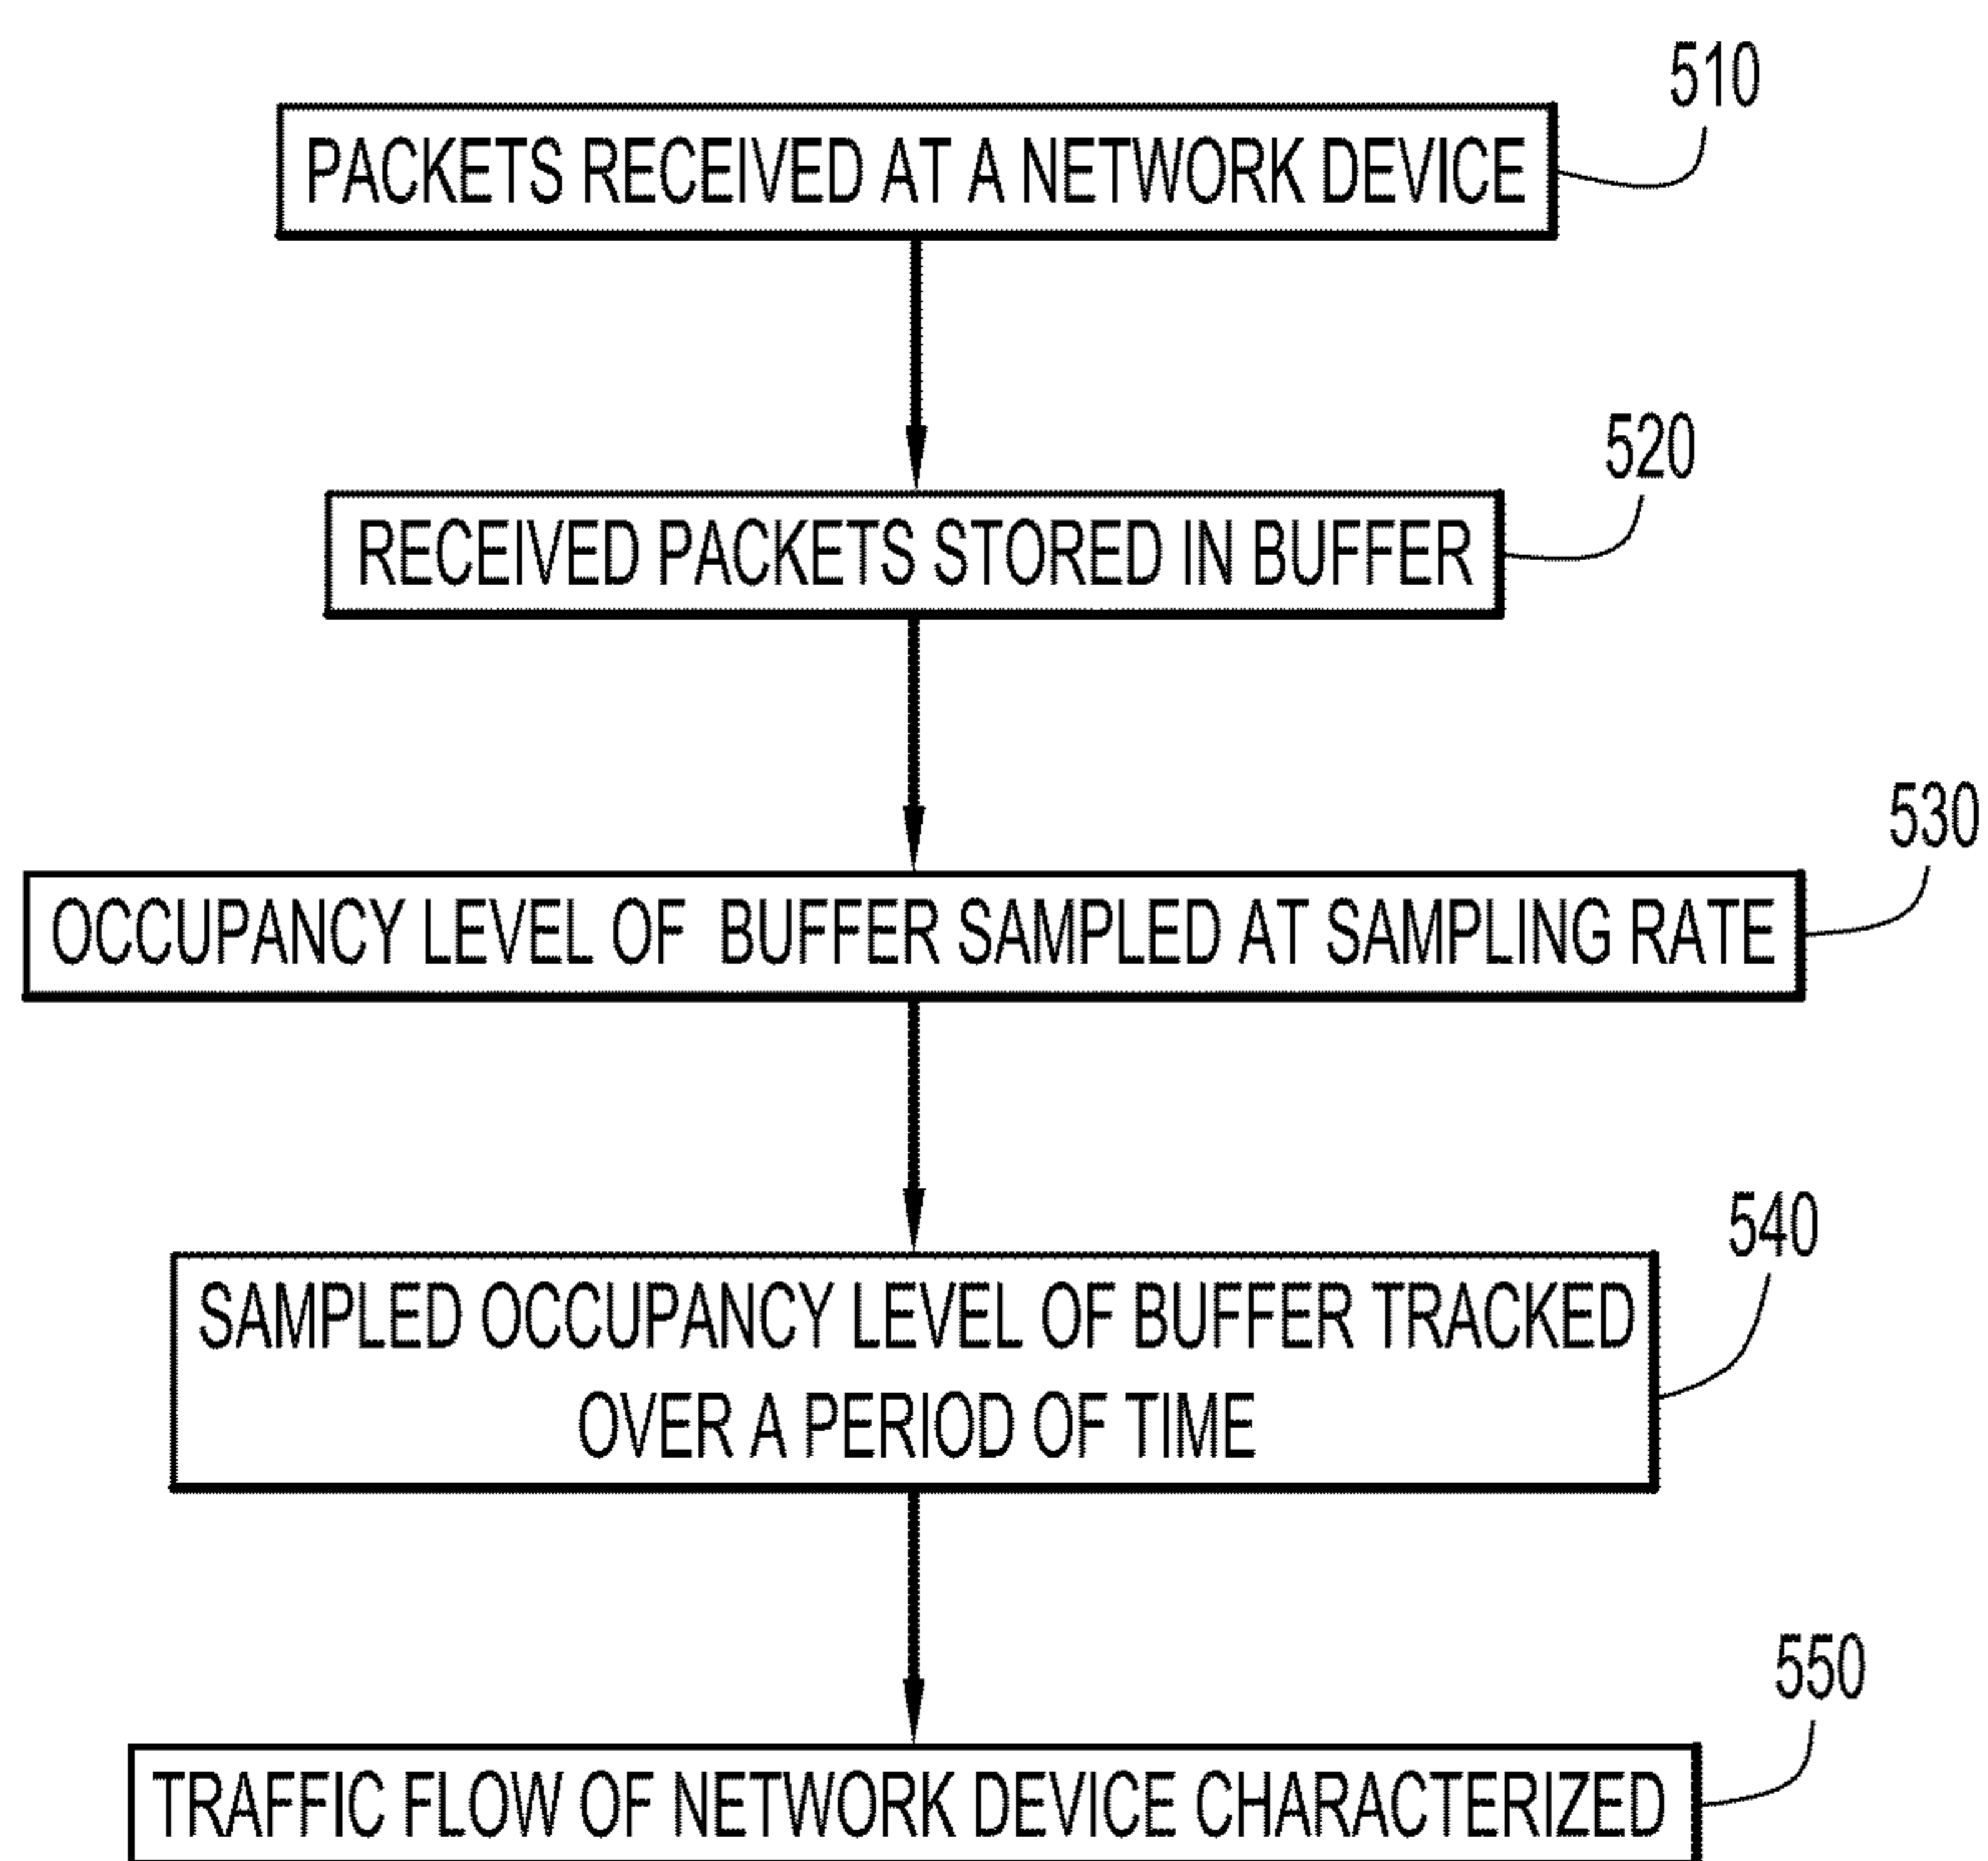 510
PACKETS RECEIVED AT A NETWORK DEVICE
520
RECEIVED PACKETS STORED IN BUFFER
530
OCCUPANCY LEVEL OF BUFFER SAMPLED AT SAMPLING RATE
540
SAMPLED OCCUPANCY LEVEL OF BUFFER TRACKED
OVER A PERIOD OF TIME
550
TRAFFIC FLOW OF NETWORK DEVICE CHARACTERIZED